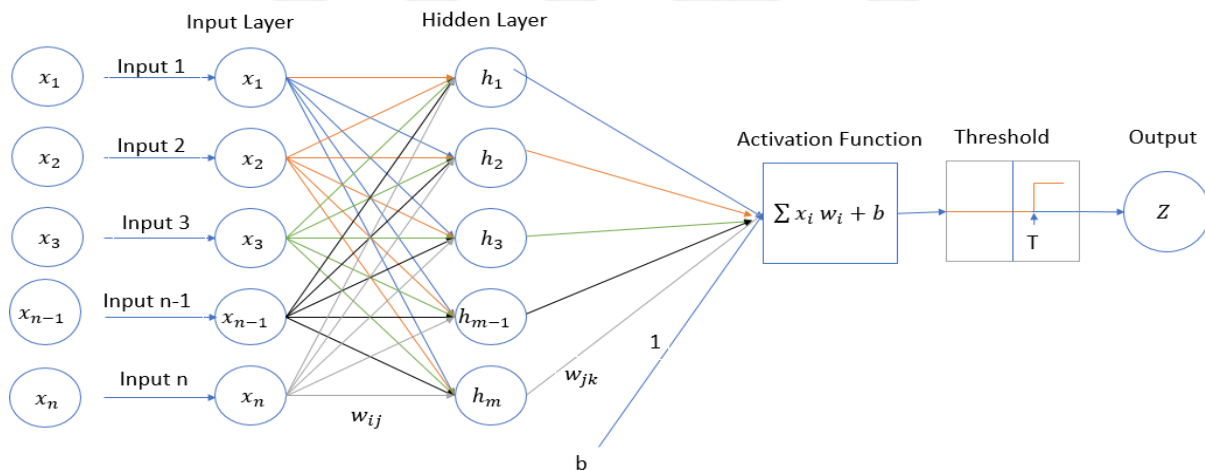 Input Layer
Hidden Layer
x₁ Input 1 x₁ h₁
x₂ Input 2 x₂ h₂
Activation Function Threshold Output
x₃ Input 3 x₃ h₃
∑ xᵢ wᵢ + b
T
Z
xₙ₋₁ Input n-1 xₙ₋₁ hₘ₋₁
1
xₙ Input n xₙ hₘ
wᵢⱼ
wⱼₖ
b